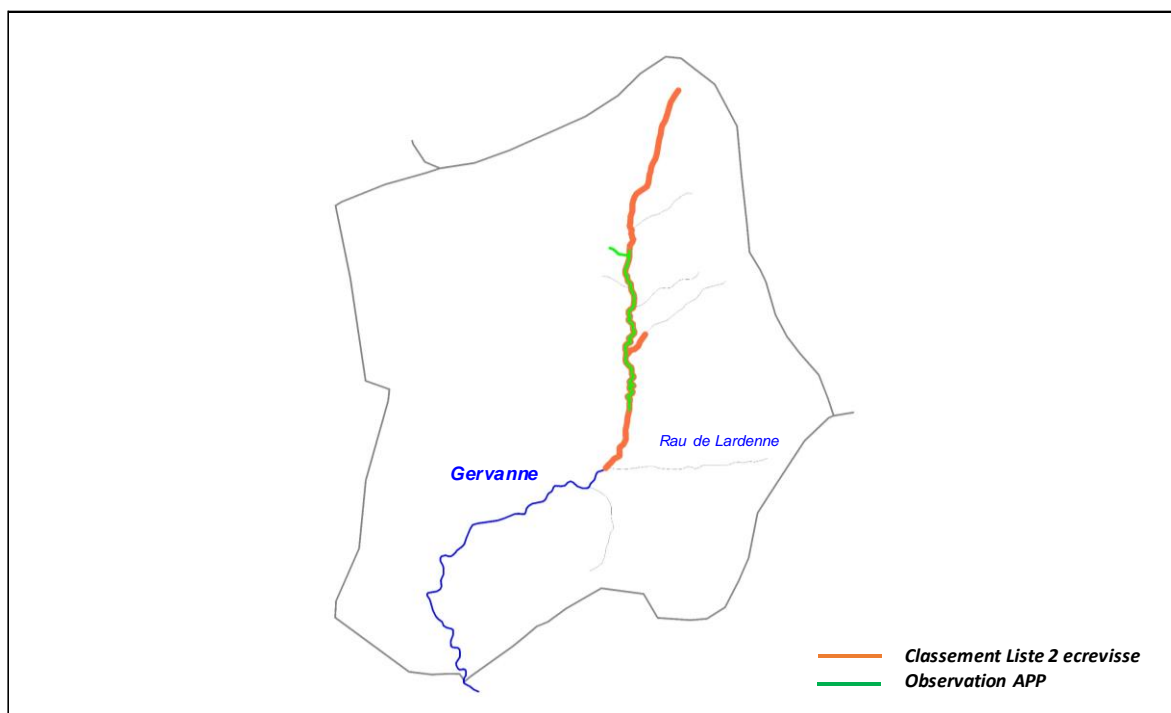 Rau de Lardenne
Gervanne
Classement Liste 2 ecrevisse
Observation APP